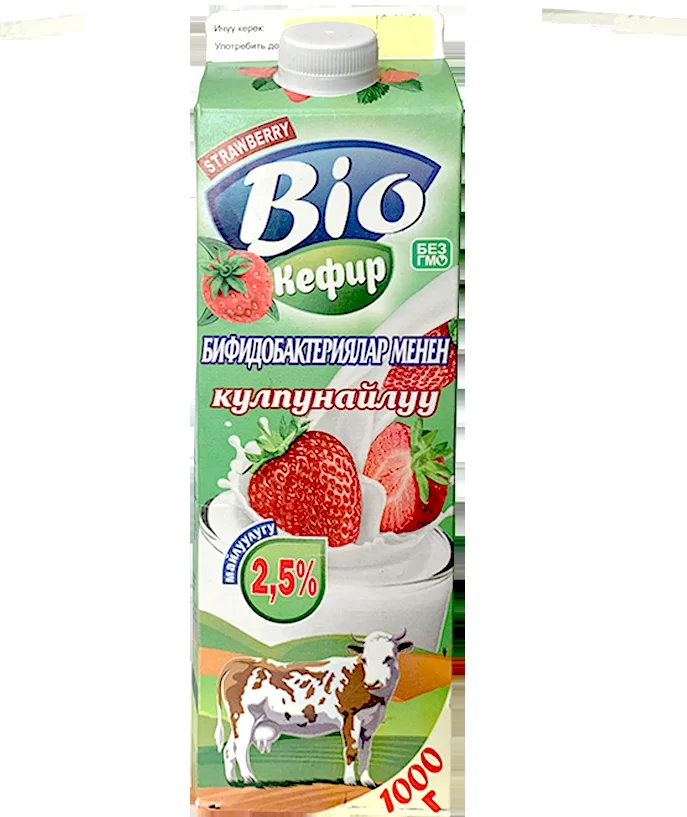 Ичүү керек:
Употребить до
STRAWBERRY
Bio
Кефир
БЕЗ
ГМО
БИФИДОБАКТЕРИЯЛАР МЕНЕН
кулпунайлуу
майлуулугу
2,5%
1000 г